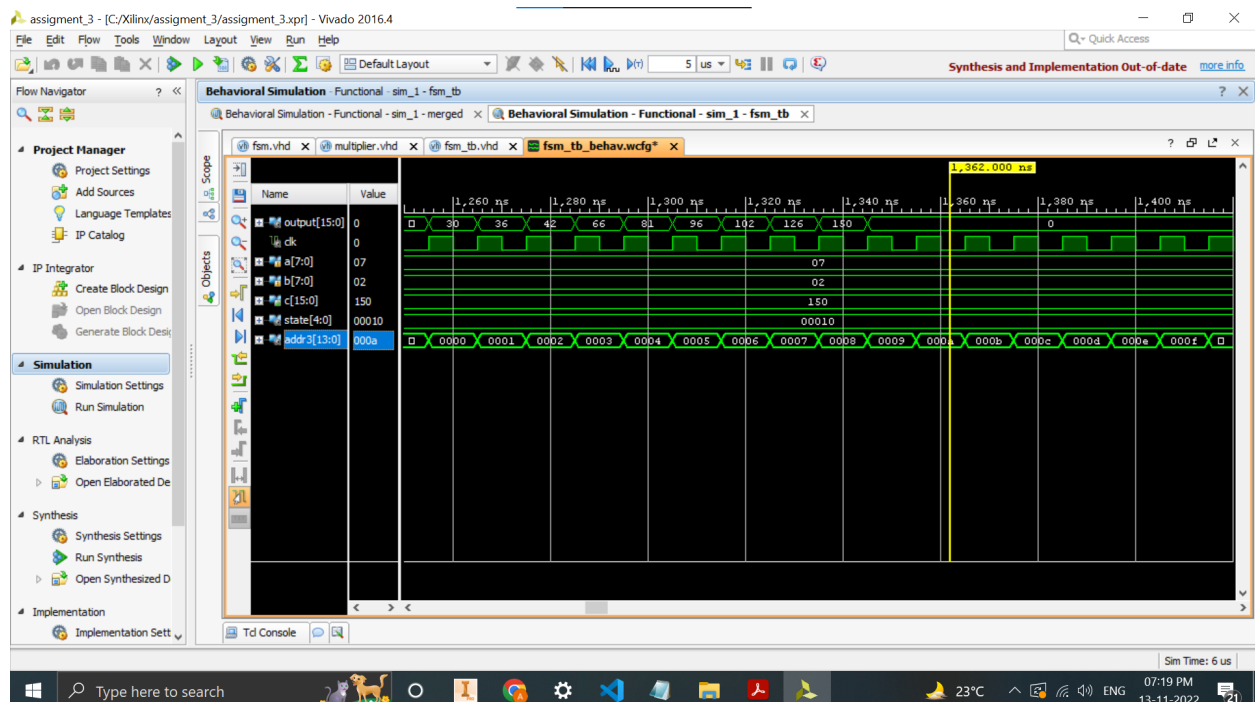 assigment_3 - [C:/Xilinx/assigment_3/assigment_3.xpr] - Vivado 2016.4
File Edit Flow Tools Window Layout View Run Help
Q- Quick Access
Default Layout
5 us
Synthesis and Implementation Out-of-date more info
Flow Navigator ? «
Behavioral Simulation - Functional - sim_1 - fsm_tb ? X
Behavioral Simulation - Functional - sim_1 - merged × Behavioral Simulation - Functional - sim_1 - fsm_tb ×
Project Manager
Project Settings
Add Sources
Language Templates
IP Catalog
IP Integrator
Create Block Design
Open Block Design
Generate Block Desig
Simulation
Simulation Settings
Run Simulation
RTL Analysis
Elaboration Settings
Open Elaborated De
Synthesis
Synthesis Settings
Run Synthesis
Open Synthesized D
Implementation
Implementation Sett
Scope
Objects
fsm.vhd X multiplier.vhd X fsm_tb.vhd X fsm_tb_behav.wcfg* X
1,362.000 ns
Name Value
1,260 ns 1,280 ns 1,300 ns 1,320 ns 1,340 ns 1,360 ns 1,380 ns 1,400 ns
output[15:0] 0 30 36 42 66 81 96 102 126 150 0
clk 0
a[7:0] 07 07
b[7:0] 02 02
c[15:0] 150 150
state[4:0] 00010 00010
addr3[13:0] 000a 0000 0001 0002 0003 0004 0005 0006 0007 0008 0009 000a 000b 000c 000d 000e 000f
Tcl Console
Sim Time: 6 us
Type here to search
23°C
ENG
07:19 PM
13-11-2022
21